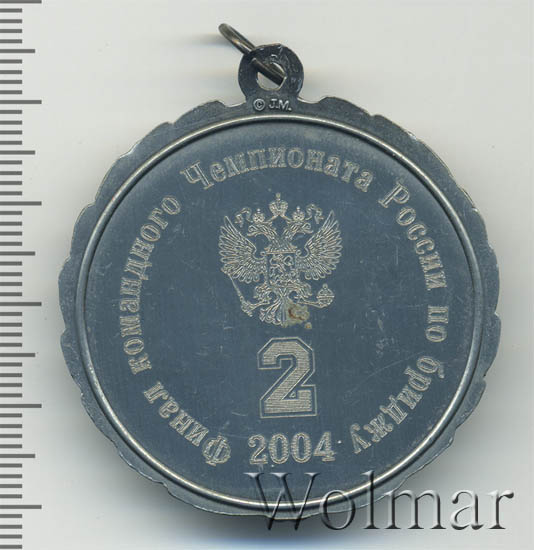 © J.M.
Финал командного Чемпионата России по бриджу
2
2004
Wolmar